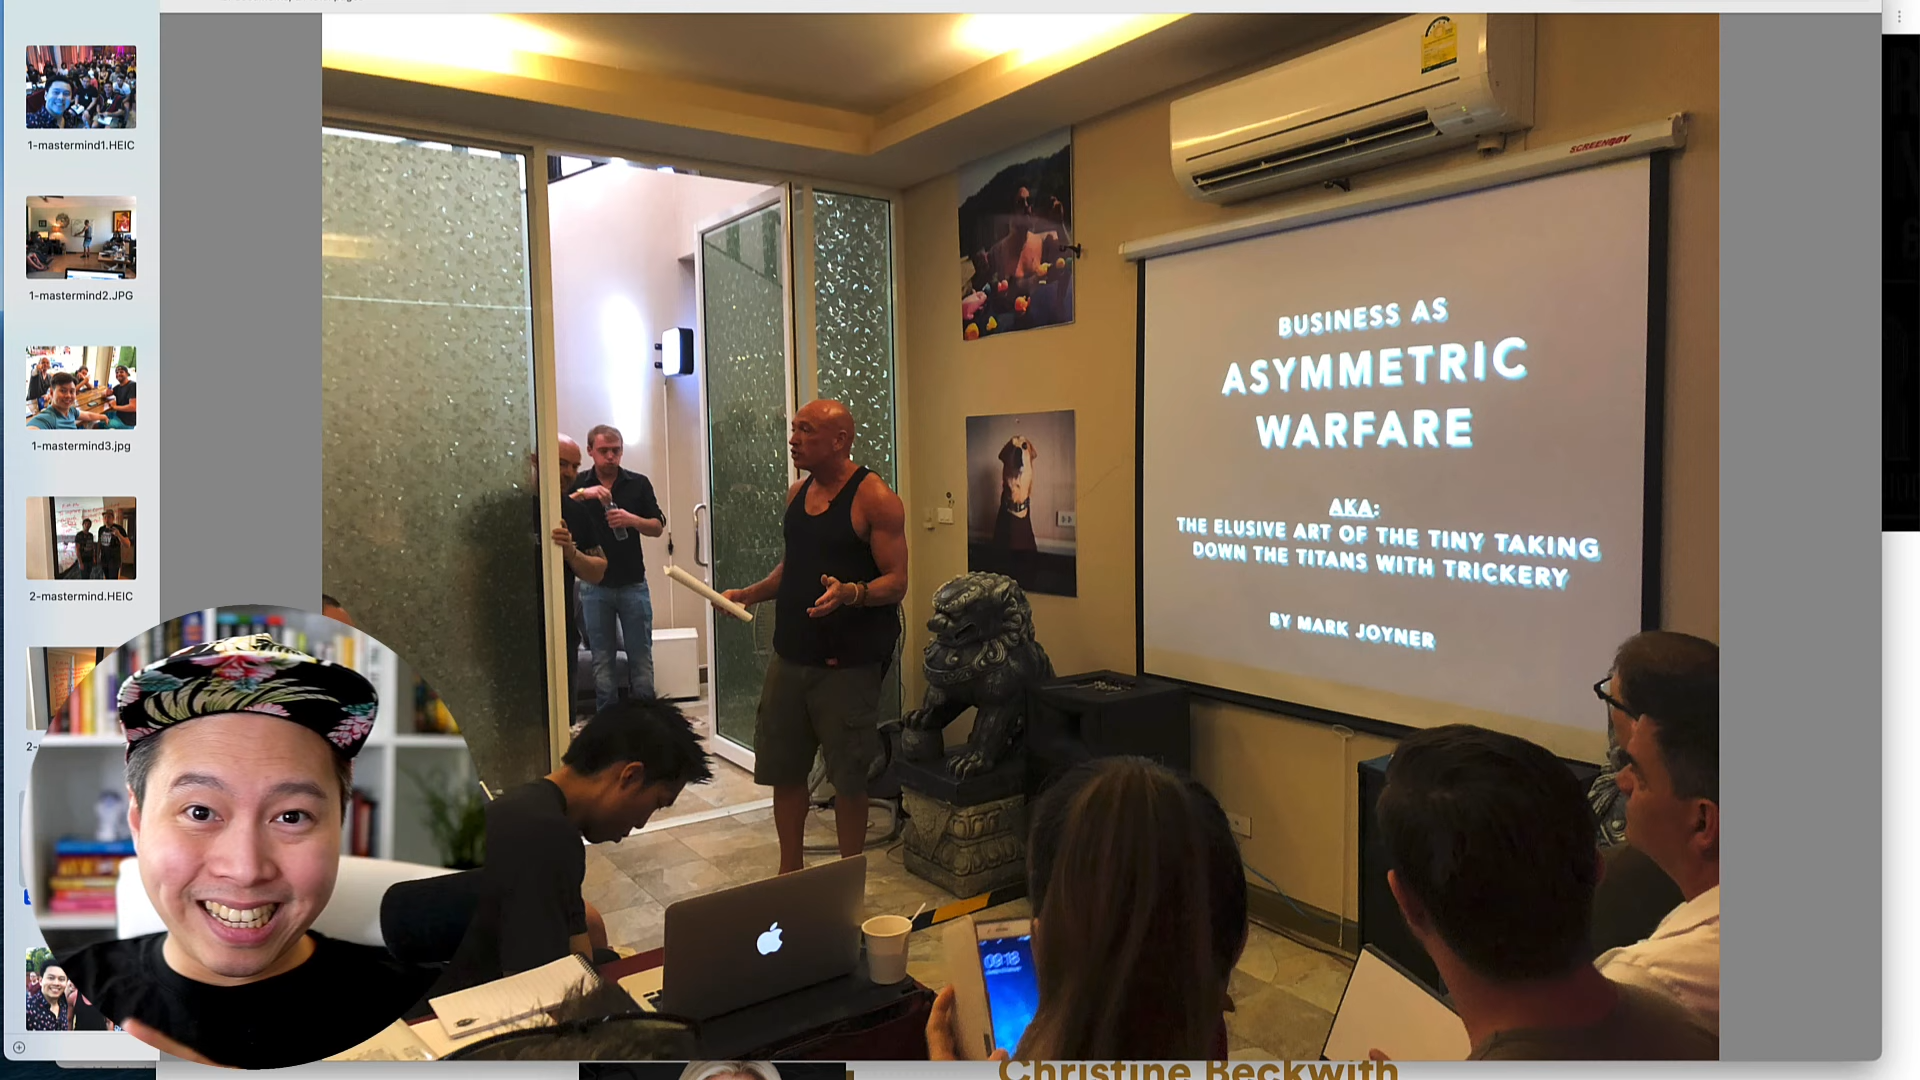 1-mastermind1.HEIC
1-mastermind2.JPG
1-mastermind3.jpg
2-mastermind.HEIC
2-
SCREENBOY
BUSINESS AS
ASYMMETRIC
WARFARE
AKA:
THE ELUSIVE ART OF THE TINY TAKING
DOWN THE TITANS WITH TRICKERY
BY MARK JOYNER
09:18
Christine Beckwith